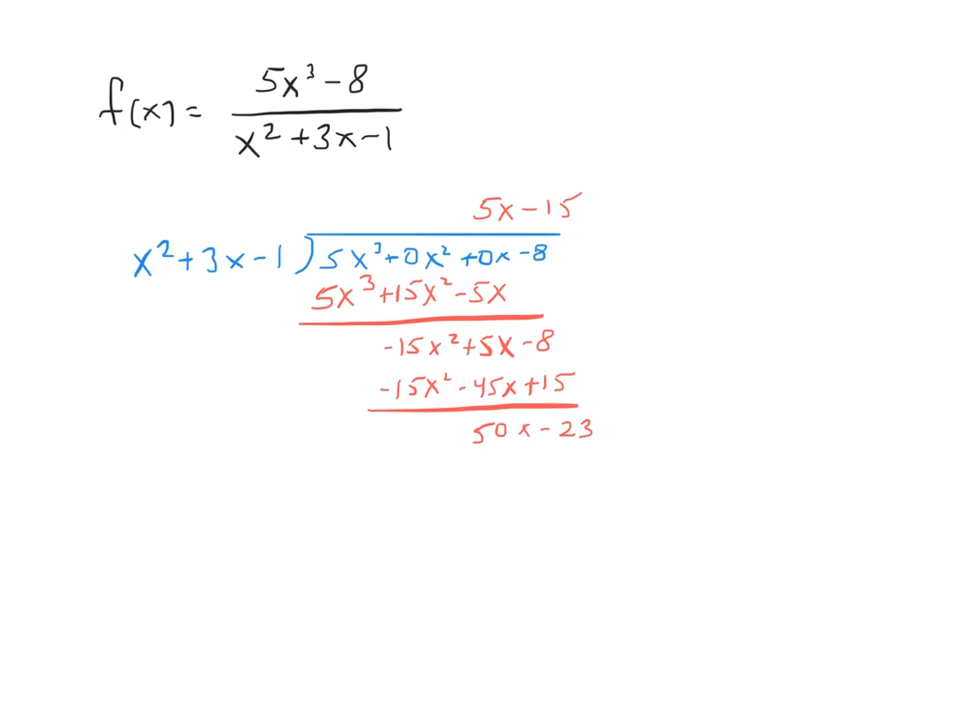 f(x) = (5x³ - 8)/(x² + 3x - 1)
5x - 15
x² + 3x - 1 ) 5x³ + 0x² + 0x - 8
5x³ + 15x² - 5x
-15x² + 5x - 8
-15x² - 45x + 15
50x - 23